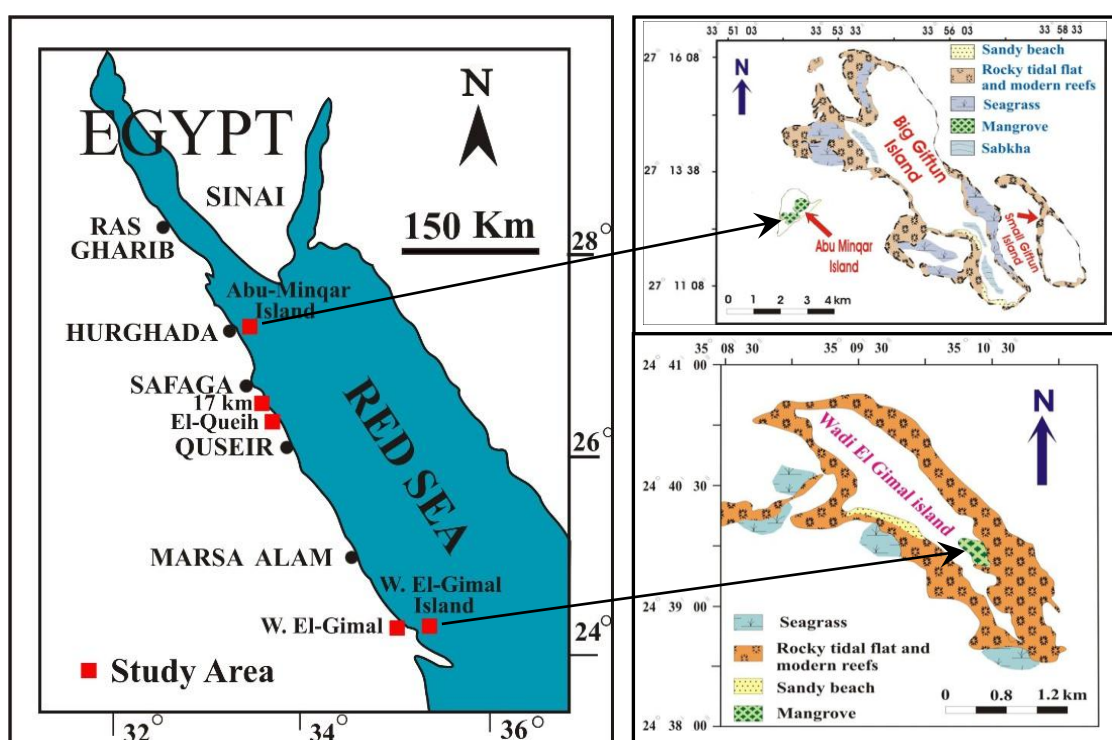 EGYPT
SINAI
N
150 Km
RAS
GHARIB
28°
Abu-Minqar
Island
HURGHADA
SAFAGA
17 km
El-Queih
QUSEIR
RED SEA
26°
MARSA ALAM
W. El-Gimal
Island
W. El-Gimal
24°
Study Area
32°
34°
36°
33° 51 03
33° 53 33
33° 56 03
33° 58 33
27° 16 08
27° 13 38
27° 11 08
N
Sandy beach
Rocky tidal flat
and modern reefs
Seagrass
Mangrove
Sabkha
Big Giftun
Island
Small Giftun
Island
Abu Minqar
Island
0 1 2 3 4 km
35° 08 30
35° 09 30
35° 10 30
24° 41 00
24° 40 30
24° 39 00
24° 38 00
N
Wadi El Gimal island
Seagrass
Rocky tidal flat and
modern reefs
Sandy beach
Mangrove
0 0.8 1.2 km